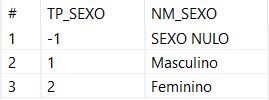 # TP_SEXO NM_SEXO
1 -1 SEXO NULO
2 1 Masculino
3 2 Feminino